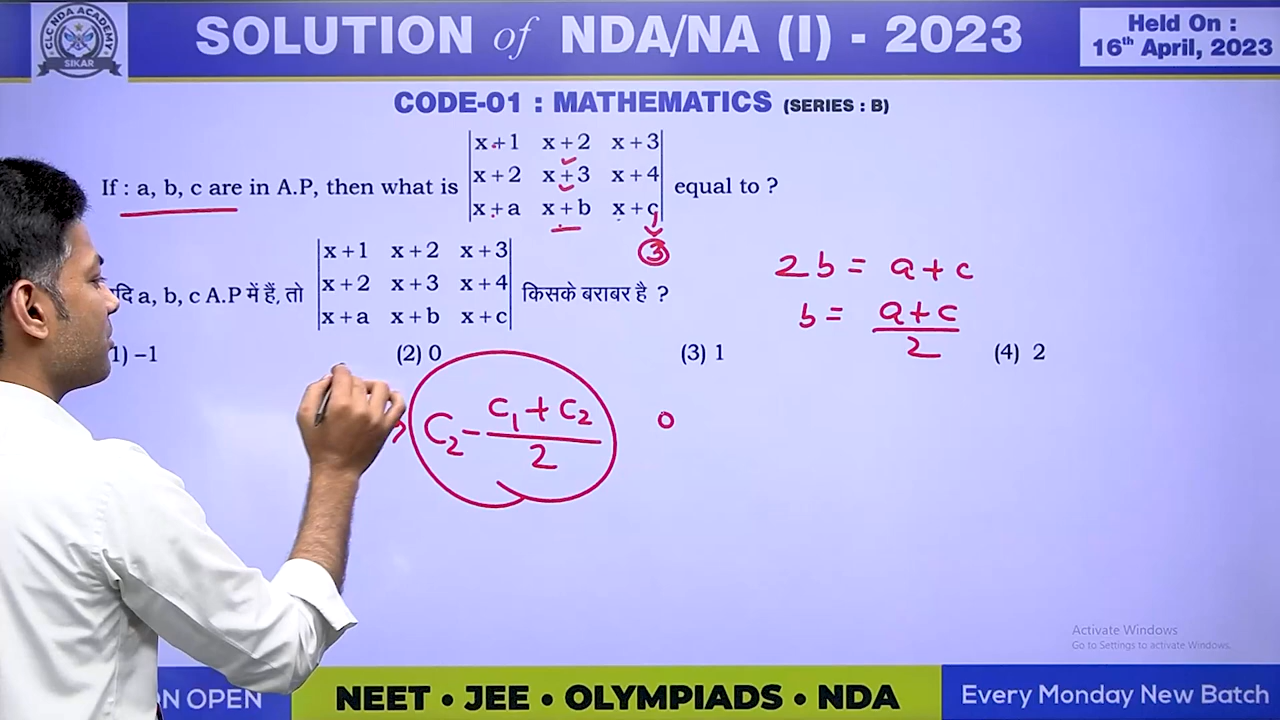 CLC NDA ACADEMY
SIKAR
SOLUTION of NDA/NA (I) - 2023
Held On :
16th April, 2023
CODE-01 : MATHEMATICS (SERIES : B)
If : a, b, c are in A.P, then what is |x+1 x+2 x+3| equal to ?
|x+2 x+3 x+4|
|x+a x+b x+c|
3
दि a, b, c A.P में हैं, तो |x+1 x+2 x+3| किसके बराबर है ?
|x+2 x+3 x+4|
|x+a x+b x+c|
2b = a+c
b = a+c
2
1) –1 (2) 0 (3) 1 (4) 2
C2 - C1+C2
2
0
Activate Windows
Go to Settings to activate Windows.
ON OPEN
NEET • JEE • OLYMPIADS • NDA
Every Monday New Batch